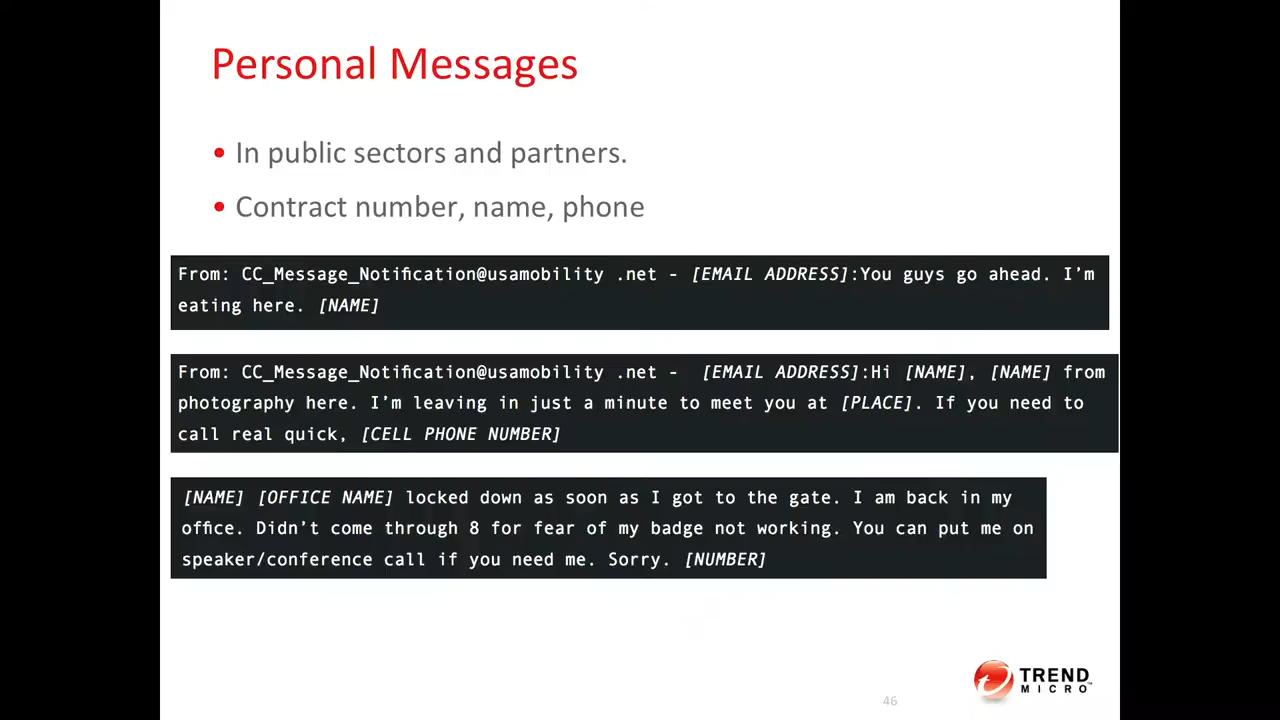 Personal Messages
• In public sectors and partners.
• Contract number, name, phone
From: CC_Message_Notification@usamobility .net - [EMAIL ADDRESS]:You guys go ahead. I'm
eating here. [NAME]
From: CC_Message_Notification@usamobility .net - [EMAIL ADDRESS]:Hi [NAME], [NAME] from
photography here. I'm leaving in just a minute to meet you at [PLACE]. If you need to
call real quick, [CELL PHONE NUMBER]
[NAME] [OFFICE NAME] locked down as soon as I got to the gate. I am back in my
office. Didn't come through 8 for fear of my badge not working. You can put me on
speaker/conference call if you need me. Sorry. [NUMBER]
46
TREND
MICRO